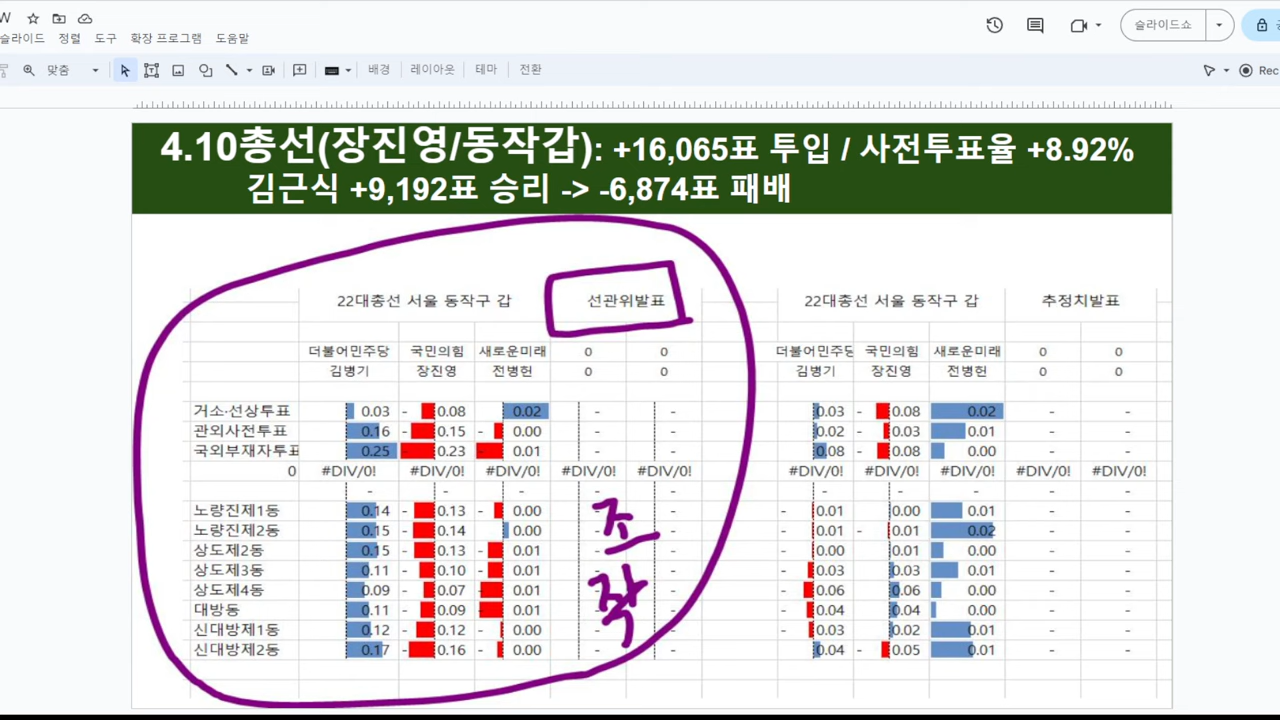 W
슬라이드 정렬 도구 확장 프로그램 도움말
슬라이드쇼
맞춤
배경 레이아웃 테마 전환
Rec
4.10총선(장진영/동작갑): +16,065표 투입 / 사전투표율 +8.92%
김근식 +9,192표 승리 -> -6,874표 패배
22대총선 서울 동작구 갑 선관위발표 22대총선 서울 동작구 갑 추정치발표
더불어민주당 국민의힘 새로운미래 0 0 더불어민주당 국민의힘 새로운미래 0 0
김병기 장진영 전병헌 0 0 김병기 장진영 전병헌 0 0
거소·선상투표 0.03 - 0.08 0.02 - - 0.03 - 0.08 0.02 - -
관외사전투표 0.16 - 0.15 - 0.00 - - 0.02 - 0.03 0.01 - -
국외부재자투표 0.25 - 0.23 - 0.01 - - 0.08 - 0.08 0.00 - -
0 #DIV/0! #DIV/0! #DIV/0! #DIV/0! #DIV/0! #DIV/0! #DIV/0! #DIV/0! #DIV/0! #DIV/0!
- - - - - - - - - -
노량진제1동 0.14 - 0.13 - 0.00 - - - 0.01 0.00 0.01 - -
노량진제2동 0.15 - 0.14 0.00 - - - 0.01 - 0.01 0.02 - -
상도제2동 0.15 - 0.13 - 0.01 - - - 0.00 0.01 0.00 - -
상도제3동 0.11 - 0.10 - 0.01 - - - 0.03 0.03 0.01 - -
상도제4동 0.09 - 0.07 - 0.01 - - - 0.06 0.06 0.00 - -
대방동 0.11 - 0.09 - 0.01 - - - 0.04 0.04 0.00 - -
신대방제1동 0.12 - 0.12 - 0.00 - - - 0.03 0.02 0.01 - -
신대방제2동 0.17 - 0.16 - 0.00 - - 0.04 - 0.05 0.01 - -
조
작